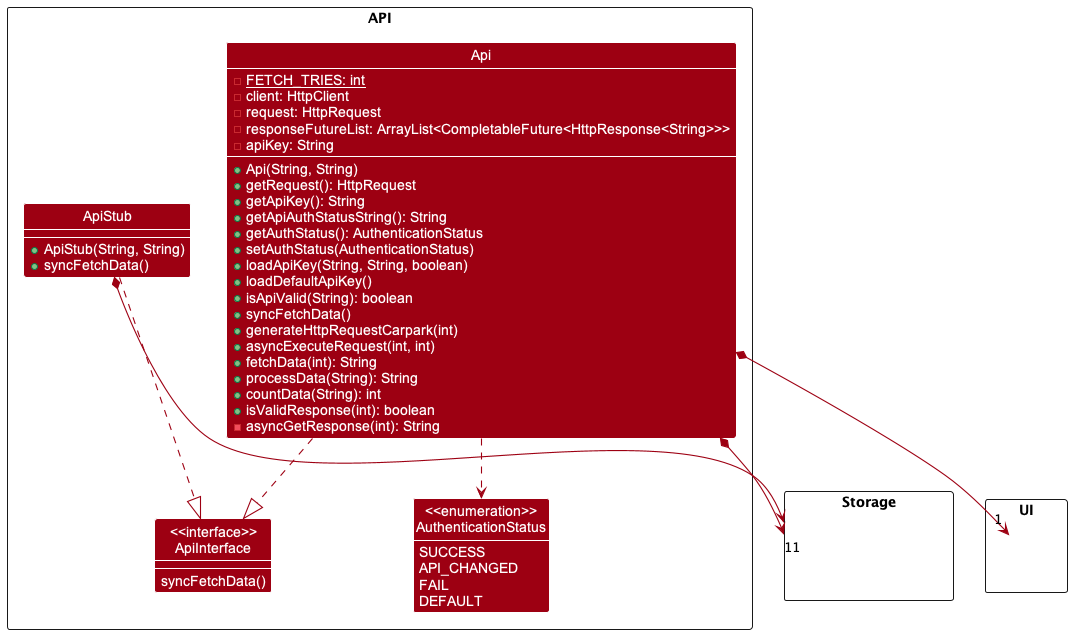 API
Api
FETCH_TRIES: int
client: HttpClient
request: HttpRequest
responseFutureList: ArrayList<CompletableFuture<HttpResponse<String>>>
apiKey: String
Api(String, String)
getRequest(): HttpRequest
getApiKey(): String
getApiAuthStatusString(): String
getAuthStatus(): AuthenticationStatus
setAuthStatus(AuthenticationStatus)
loadApiKey(String, String, boolean)
loadDefaultApiKey()
isApiValid(String): boolean
syncFetchData()
generateHttpRequestCarpark(int)
asyncExecuteRequest(int, int)
fetchData(int): String
processData(String): String
countData(String): int
isValidResponse(int): boolean
asyncGetResponse(int): String
ApiStub
ApiStub(String, String)
syncFetchData()
<<interface>>
ApiInterface
syncFetchData()
<<enumeration>>
AuthenticationStatus
SUCCESS
API_CHANGED
FAIL
DEFAULT
Storage
11
UI
1